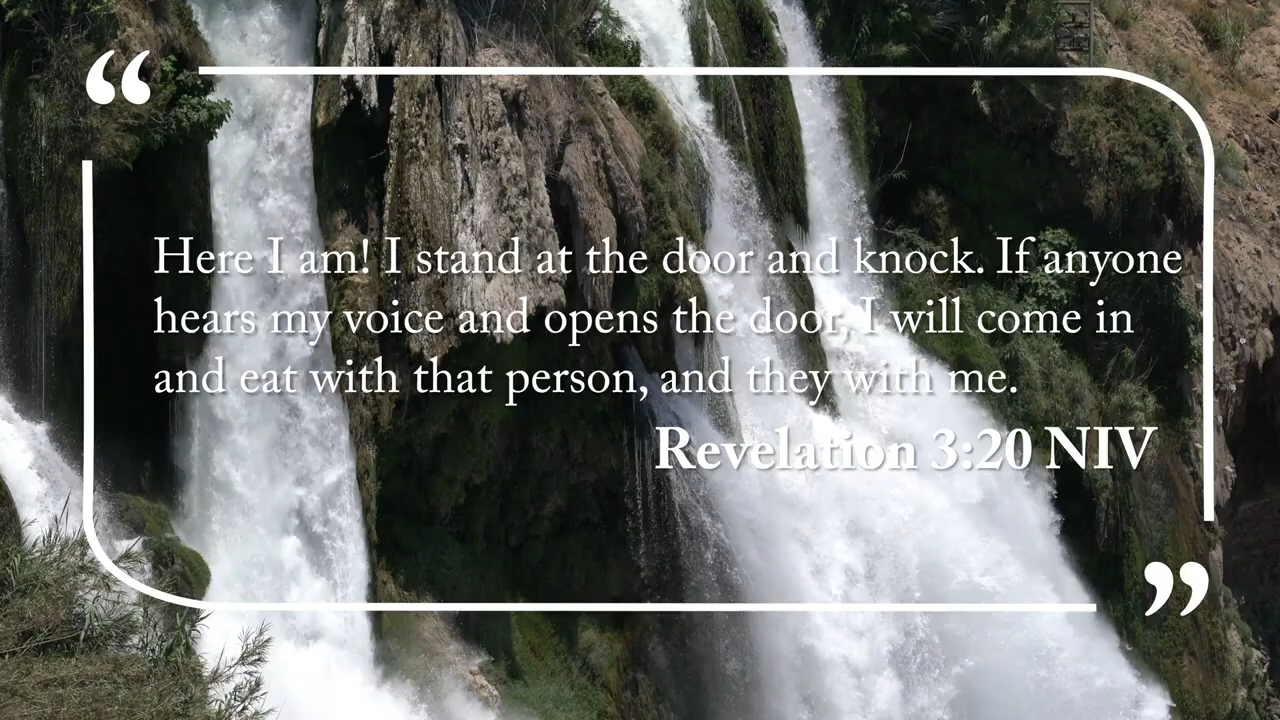 “
Here I am! I stand at the door and knock. If anyone
hears my voice and opens the door, I will come in
and eat with that person, and they with me.
Revelation 3:20 NIV
”